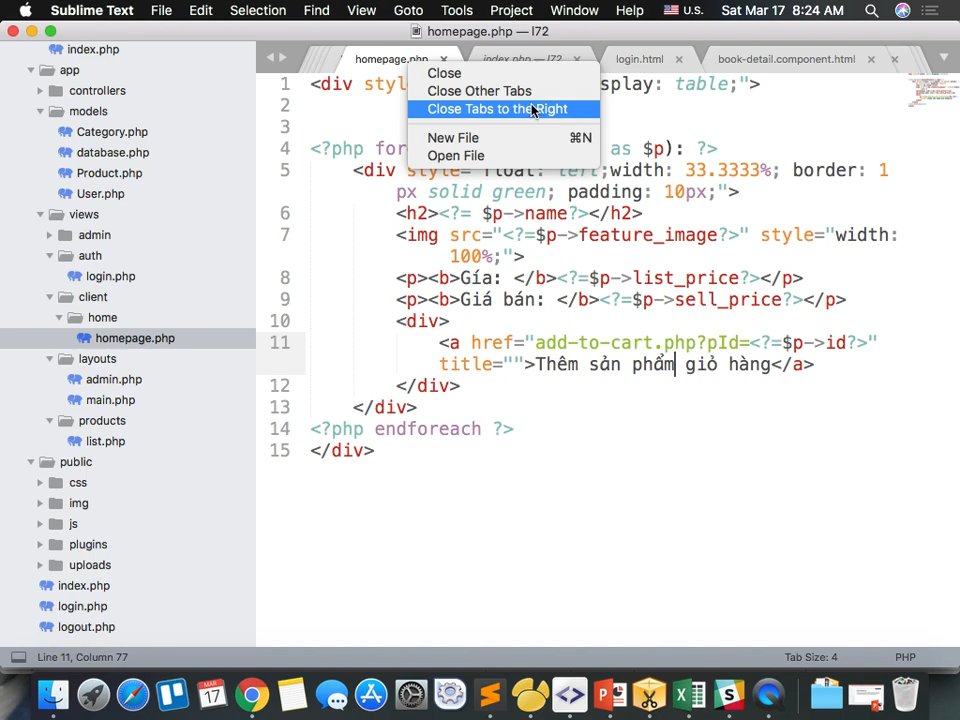 Sublime Text File Edit Selection Find View Goto Tools Project Window Help U.S. Sat Mar 17 8:24 AM
homepage.php — l72
homepage.php index.php — l72 login.html book-detail.component.html
Close
Close Other Tabs
Close Tabs to the Right
New File ⌘N
Open File
index.php
app
controllers
models
Category.php
database.php
Product.php
User.php
views
admin
auth
login.php
client
home
homepage.php
layouts
admin.php
main.php
products
list.php
public
css
img
js
plugins
uploads
index.php
login.php
logout.php
1 <div style play: table;">
2
3
4 <?php for as $p): ?>
5 <div style="float: left;width: 33.3333%; border: 1
px solid green; padding: 10px;">
6 <h2><?= $p->name?></h2>
7 <img src="<?=$p->feature_image?>" style="width:
100%;">
8 <p><b>Gía: </b><?=$p->list_price?></p>
9 <p><b>Giá bán: </b><?=$p->sell_price?></p>
10 <div>
11 <a href="add-to-cart.php?pId=<?=$p->id?>"
title="">Thêm sản phẩm giỏ hàng</a>
12 </div>
13 </div>
14 <?php endforeach ?>
15 </div>
Line 11, Column 77 Tab Size: 4 PHP
17